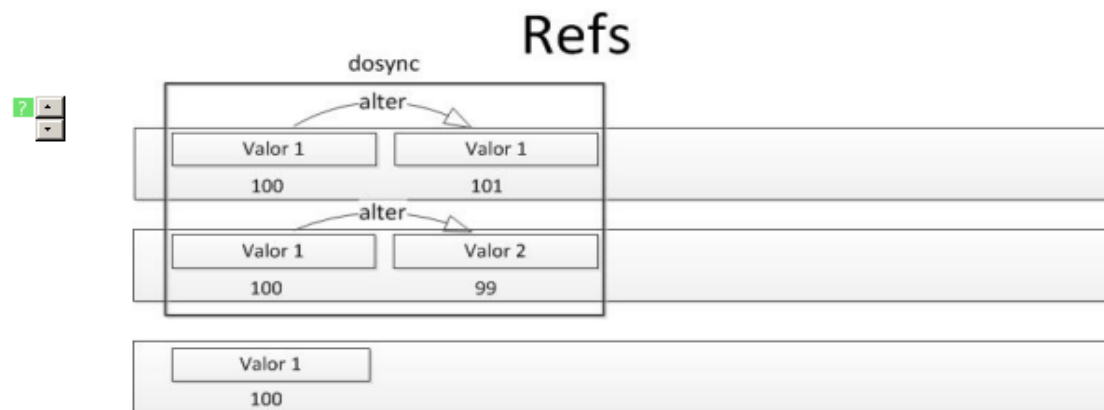 Refs
dosync
?
alter
Valor 1 Valor 1
100 101
alter
Valor 1 Valor 2
100 99
Valor 1
100